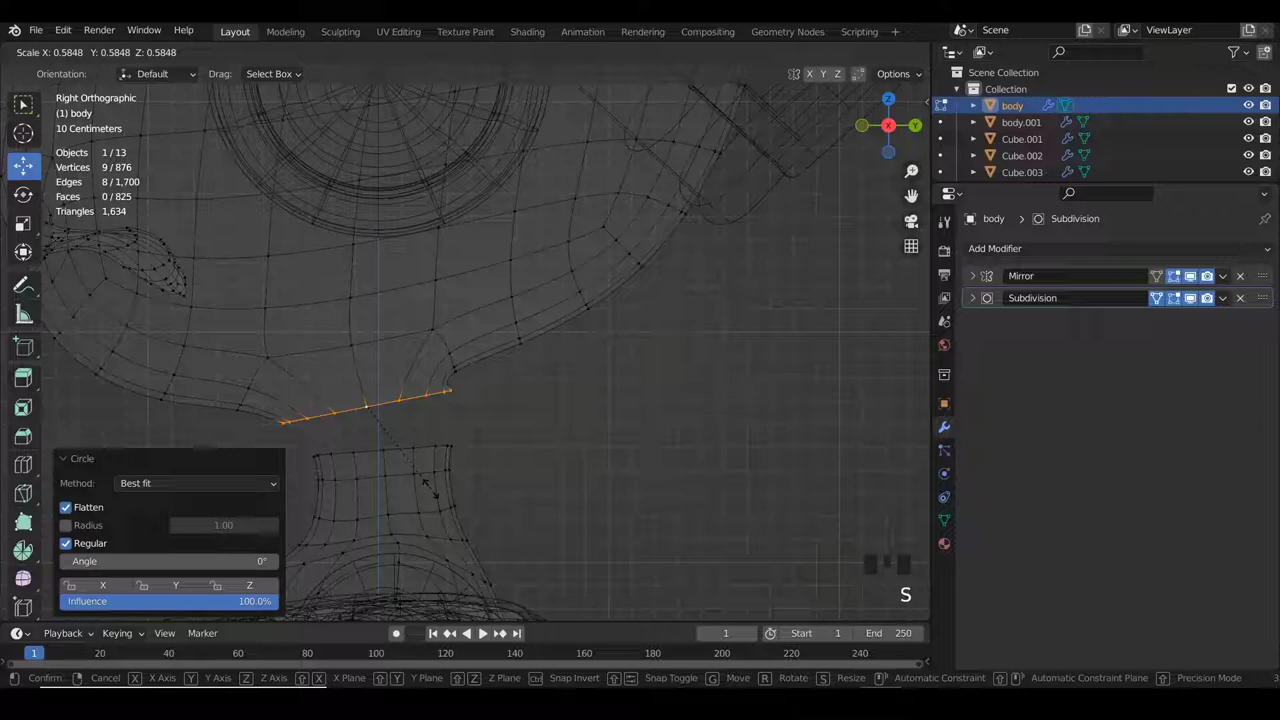 File Edit Render Window Help Layout Modeling Sculpting UV Editing Texture Paint Shading Animation Rendering Compositing Geometry Nodes Scripting + Scene ViewLayer
Scale X: 0.5848 Y: 0.5848 Z: 0.5848
Orientation: Default Drag: Select Box X Y Z Options
Scene Collection
Collection
body
body.001
Cube.001
Cube.002
Cube.003
Right Orthographic
(1) body
10 Centimeters
Objects 1 / 13
Vertices 9 / 876
Edges 8 / 1,700
Faces 0 / 825
Triangles 1,634
Z
X
Y
body Subdivision
Add Modifier
Mirror
Subdivision
Circle
Method: Best fit
Flatten
Radius 1.00
Regular
Angle 0°
X Y Z
Influence 100.0%
S
Playback Keying View Marker 1 Start 1 End 250
1 20 40 60 80 100 120 140 160 180 200 220 240
Confirm Cancel X X Axis Y Y Axis Z Z Axis X X Plane Y Y Plane Z Z Plane Ctrl Snap Invert Snap Toggle G Move R Rotate S Resize Automatic Constraint Automatic Constraint Plane Precision Mode